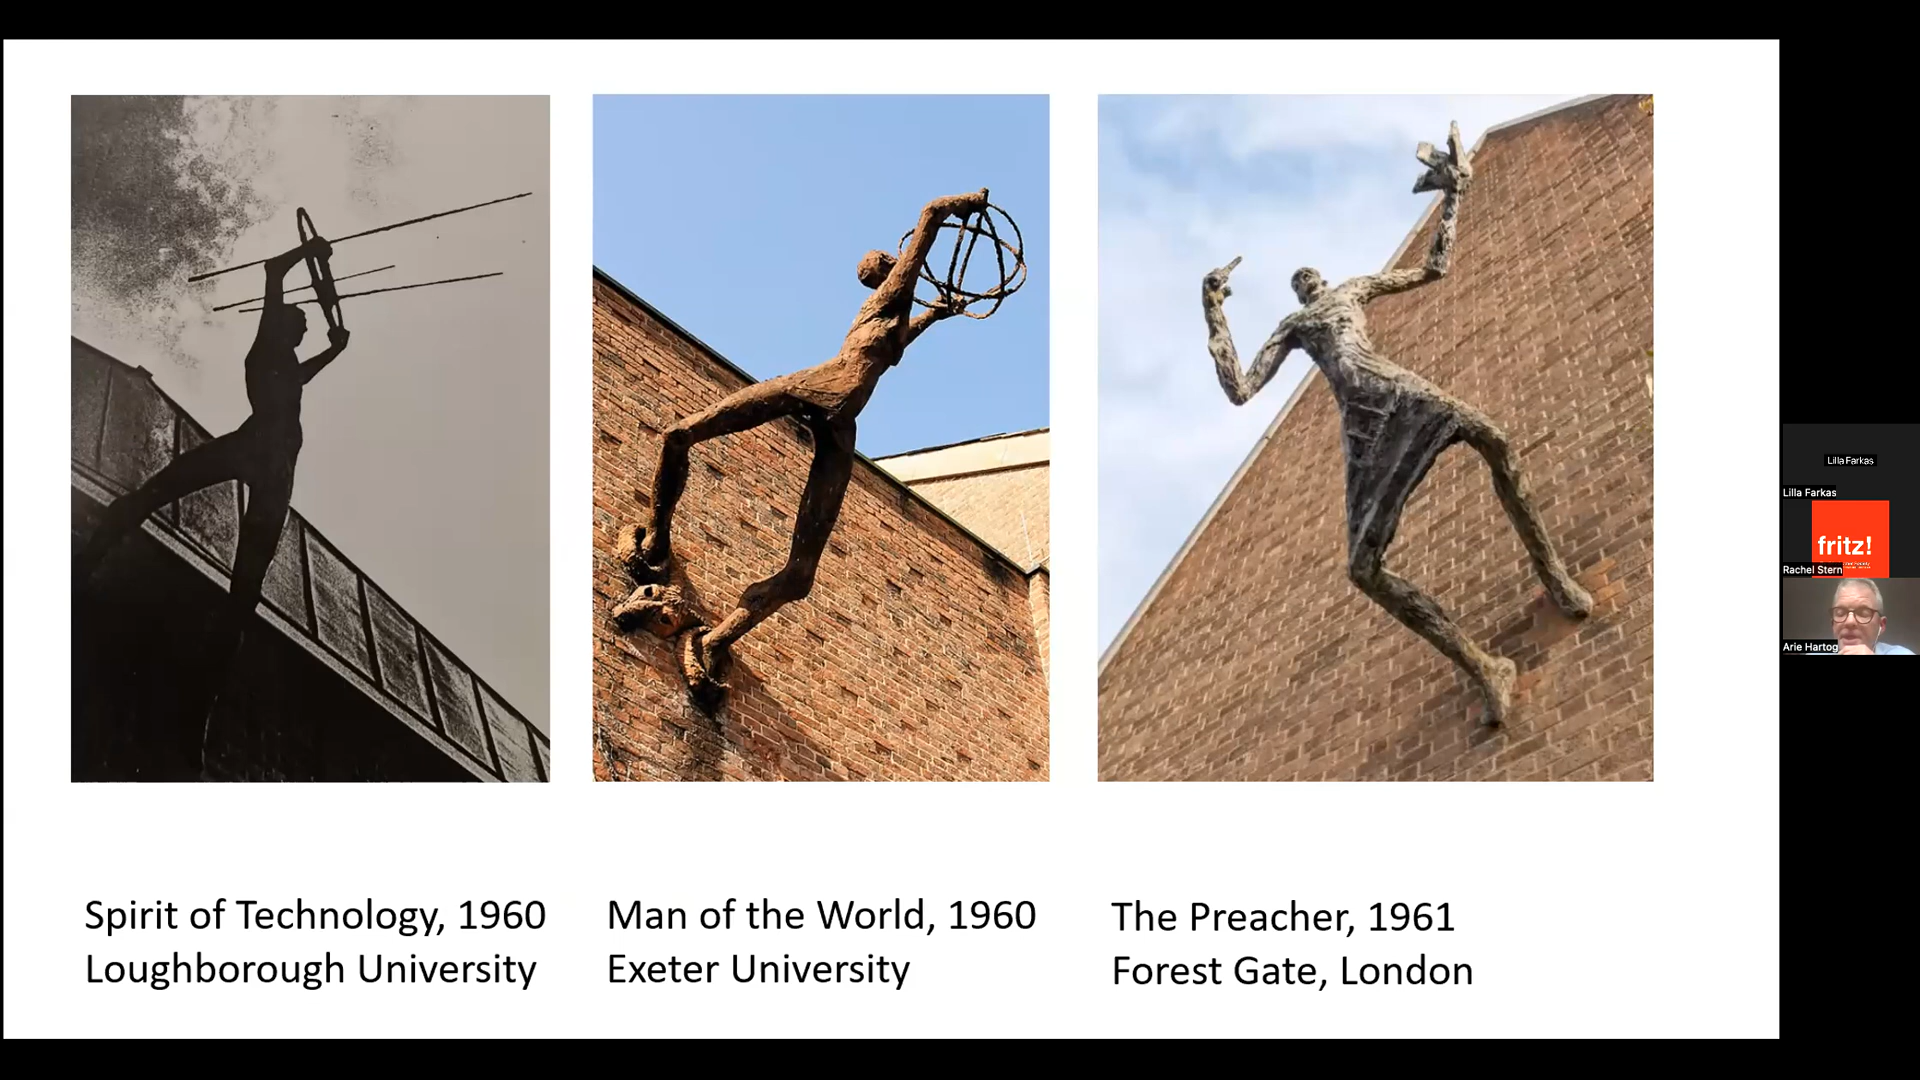 Spirit of Technology, 1960
Loughborough University
Man of the World, 1960
Exeter University
The Preacher, 1961
Forest Gate, London
Lilla Farkas
Lilla Farkas
fritz!
Rachel Stern
Arie Hartog